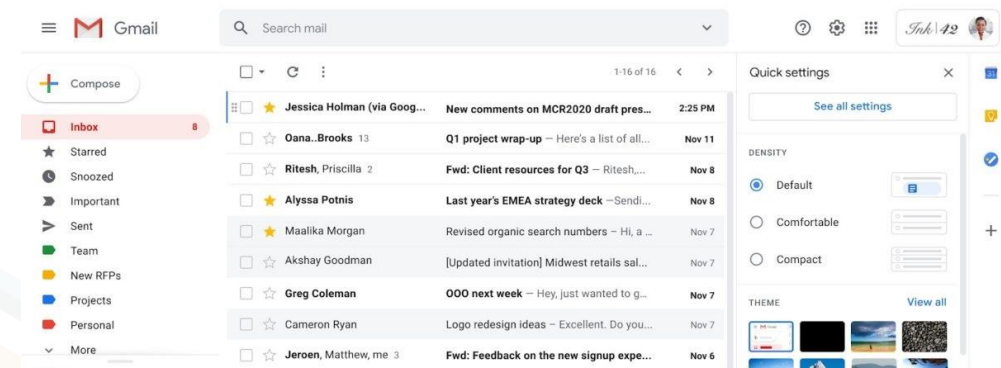 Gmail
Search mail
Ink|42
Compose
Inbox 8
Starred
Snoozed
Important
Sent
Team
New RFPs
Projects
Personal
More
1-16 of 16
Jessica Holman (via Goog... New comments on MCR2020 draft pres... 2:25 PM
Oana..Brooks 13 Q1 project wrap-up – Here's a list of all... Nov 11
Ritesh, Priscilla 2 Fwd: Client resources for Q3 – Ritesh,... Nov 8
Alyssa Potnis Last year's EMEA strategy deck –Sendi... Nov 8
Maalika Morgan Revised organic search numbers – Hi, a ... Nov 7
Akshay Goodman [Updated invitation] Midwest retails sal... Nov 7
Greg Coleman OOO next week – Hey, just wanted to g... Nov 7
Cameron Ryan Logo redesign ideas – Excellent. Do you... Nov 7
Jeroen, Matthew, me 3 Fwd: Feedback on the new signup expe... Nov 6
Quick settings
See all settings
DENSITY
Default
Comfortable
Compact
THEME View all
31